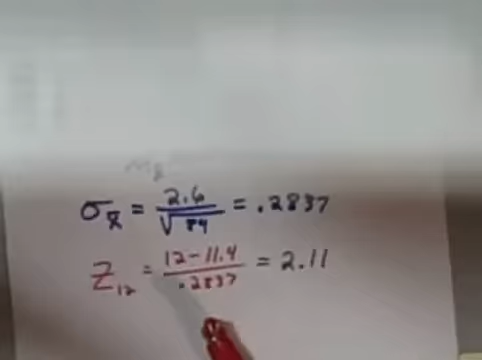 σx̄ = 2.6/√84 = .2837
Z₁₂ = 12-11.4/.2837 = 2.11